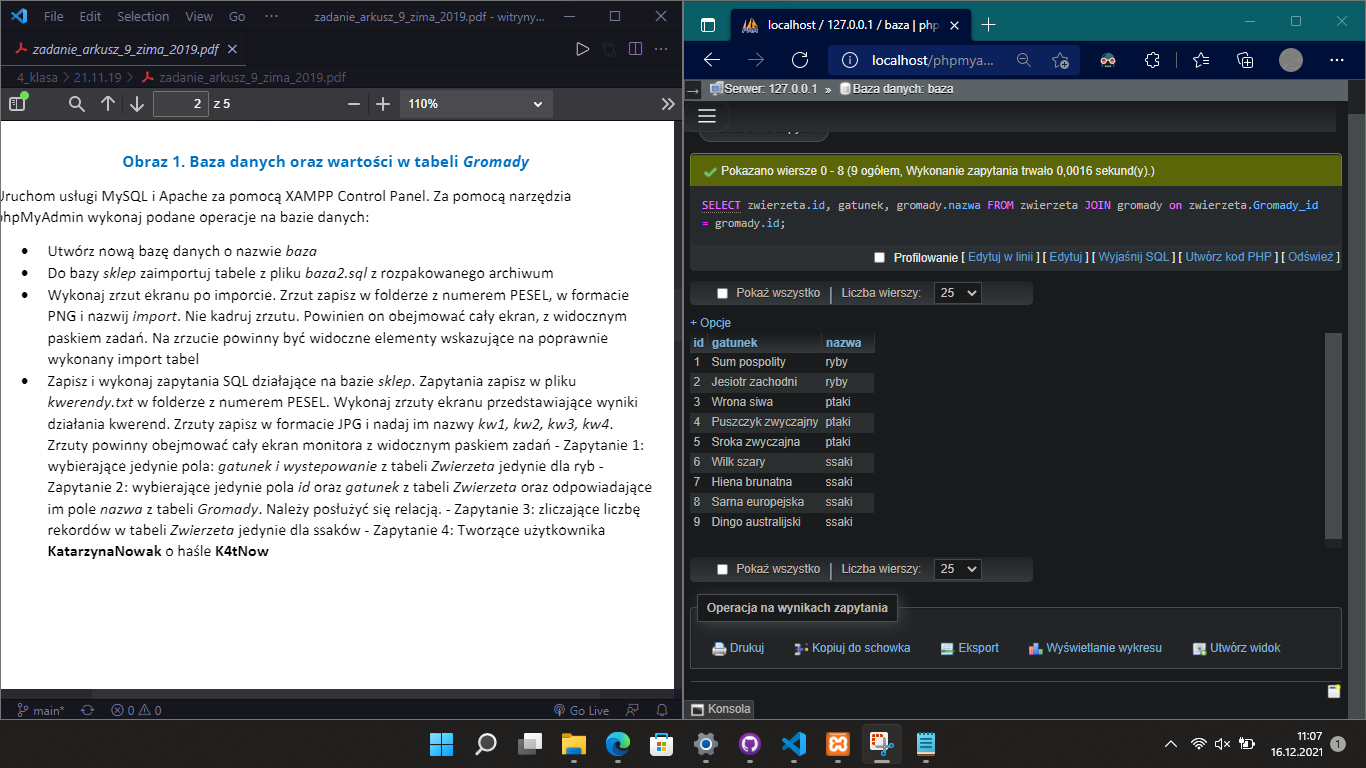 File Edit Selection View Go ··· zadanie_arkusz_9_zima_2019.pdf - witryny...
zadanie_arkusz_9_zima_2019.pdf
4_klasa > 21.11.19 > zadanie_arkusz_9_zima_2019.pdf
2 z 5 110%
Obraz 1. Baza danych oraz wartości w tabeli Gromady
Uruchom usługi MySQL i Apache za pomocą XAMPP Control Panel. Za pomocą narzędzia
phpMyAdmin wykonaj podane operacje na bazie danych:
• Utwórz nową bazę danych o nazwie baza
• Do bazy sklep zaimportuj tabele z pliku baza2.sql z rozpakowanego archiwum
• Wykonaj zrzut ekranu po imporcie. Zrzut zapisz w folderze z numerem PESEL, w formacie
PNG i nazwij import. Nie kadruj zrzutu. Powinien on obejmować cały ekran, z widocznym
paskiem zadań. Na zrzucie powinny być widoczne elementy wskazujące na poprawnie
wykonany import tabel
• Zapisz i wykonaj zapytania SQL działające na bazie sklep. Zapytania zapisz w pliku
kwerendy.txt w folderze z numerem PESEL. Wykonaj zrzuty ekranu przedstawiające wyniki
działania kwerend. Zrzuty zapisz w formacie JPG i nadaj im nazwy kw1, kw2, kw3, kw4.
Zrzuty powinny obejmować cały ekran monitora z widocznym paskiem zadań - Zapytanie 1:
wybierające jedynie pola: gatunek i wystepowanie z tabeli Zwierzeta jedynie dla ryb -
Zapytanie 2: wybierające jedynie pola id oraz gatunek z tabeli Zwierzeta oraz odpowiadające
im pole nazwa z tabeli Gromady. Należy posłużyć się relacją. - Zapytanie 3: zliczające liczbę
rekordów w tabeli Zwierzeta jedynie dla ssaków - Zapytanie 4: Tworzące użytkownika
KatarzynaNowak o haśle K4tNow
main* 0 0 Go Live
localhost / 127.0.0.1 / baza | php
localhost/phpmya...
Serwer: 127.0.0.1 » Baza danych: baza
Pokazano wiersze 0 - 8 (9 ogółem, Wykonanie zapytania trwało 0,0016 sekund(y).)
SELECT zwierzeta.id, gatunek, gromady.nazwa FROM zwierzeta JOIN gromady on zwierzeta.Gromady_id
= gromady.id;
Profilowanie [ Edytuj w linii ] [ Edytuj ] [ Wyjaśnij SQL ] [ Utwórz kod PHP ] [ Odśwież ]
Pokaż wszystko | Liczba wierszy: 25
+ Opcje
id gatunek nazwa
1 Sum pospolity ryby
2 Jesiotr zachodni ryby
3 Wrona siwa ptaki
4 Puszczyk zwyczajny ptaki
5 Sroka zwyczajna ptaki
6 Wilk szary ssaki
7 Hiena brunatna ssaki
8 Sarna europejska ssaki
9 Dingo australijski ssaki
Pokaż wszystko | Liczba wierszy: 25
Operacja na wynikach zapytania
Drukuj Kopiuj do schowka Eksport Wyświetlanie wykresu Utwórz widok
Konsola
11:07
16.12.2021 1